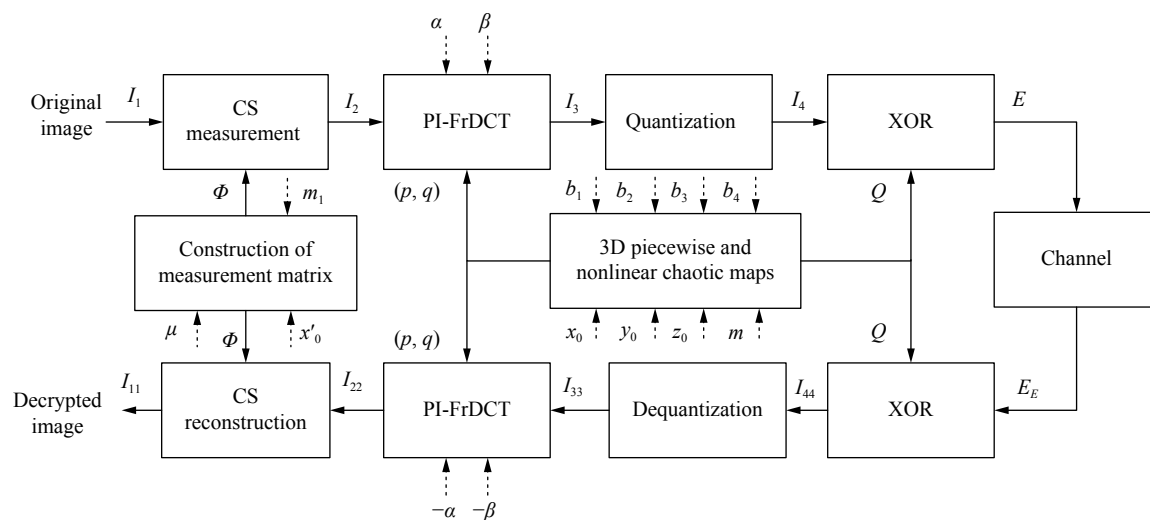 α β
Original image
I₁
CS measurement
I₂
PI-FrDCT
I₃
Quantization
I₄
XOR
E
Φ
m₁
(p, q)
b₁ b₂ b₃ b₄
Q
Construction of measurement matrix
3D piecewise and nonlinear chaotic maps
Channel
μ
Φ
x′₀
(p, q)
x₀ y₀ z₀ m
Q
Decrypted image
I₁₁
CS reconstruction
I₂₂
PI-FrDCT
I₃₃
Dequantization
I₄₄
XOR
E_E
−α −β